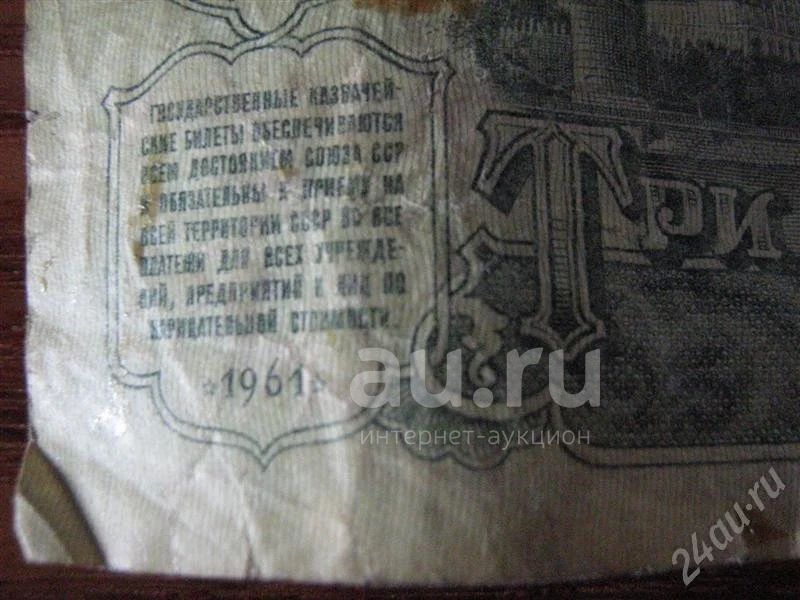 ГОСУДАРСТВЕННЫЕ КАЗНАЧЕЙ-
СКИЕ БИЛЕТЫ ОБЕСПЕЧИВАЮТСЯ
ВСЕМ ДОСТОЯНИЕМ СОЮЗА ССР
И ОБЯЗАТЕЛЬНЫ К ПРИЕМУ НА
ВСЕЙ ТЕРРИТОРИИ СССР ВО ВСЕ
ПЛАТЕЖИ ДЛЯ ВСЕХ УЧРЕЖДЕ-
НИЙ, ПРЕДПРИЯТИЙ И ЛИЦ ПО
НАРИЦАТЕЛЬНОЙ СТОИМОСТИ.
1961
ТРИ
au.ru
интернет-аукцион
24au.ru